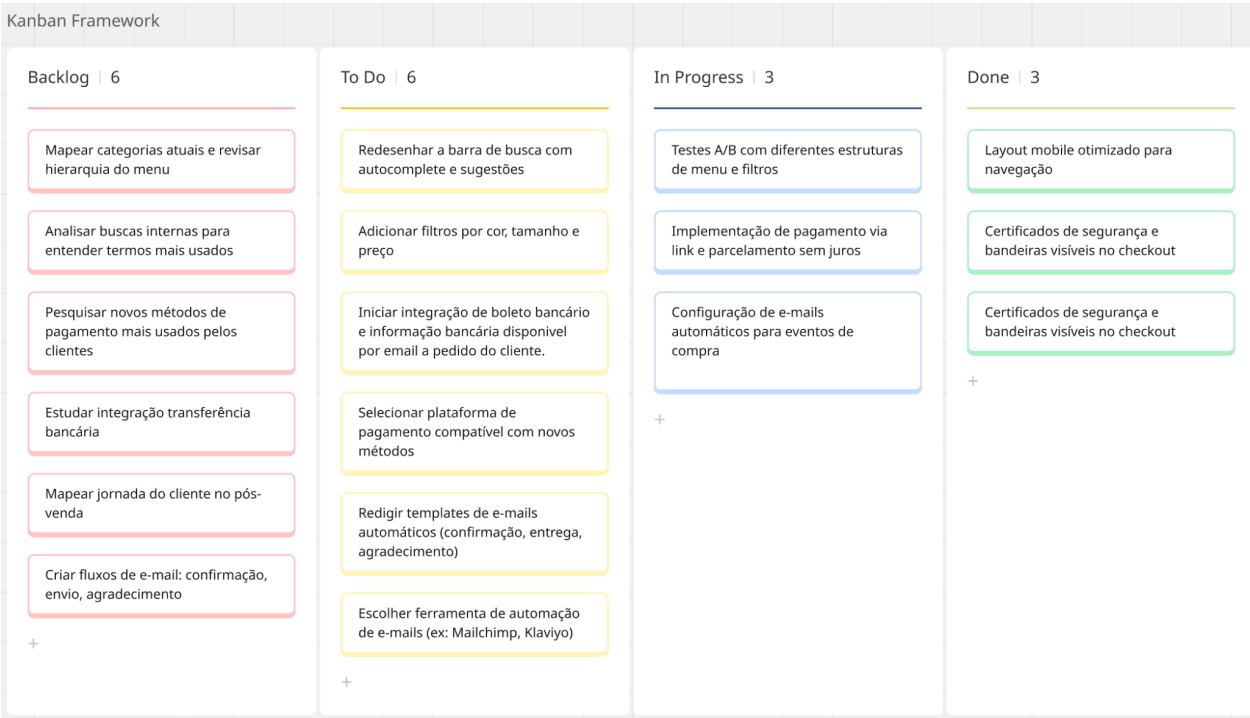 Kanban Framework
Backlog | 6
Mapear categorias atuais e revisar
hierarquia do menu
Analisar buscas internas para
entender termos mais usados
Pesquisar novos métodos de
pagamento mais usados pelos
clientes
Estudar integração transferência
bancária
Mapear jornada do cliente no pós-
venda
Criar fluxos de e-mail: confirmação,
envio, agradecimento
+
To Do | 6
Redesenhar a barra de busca com
autocomplete e sugestões
Adicionar filtros por cor, tamanho e
preço
Iniciar integração de boleto bancário
e informação bancária disponivel
por email a pedido do cliente.
Selecionar plataforma de
pagamento compatível com novos
métodos
Redigir templates de e-mails
automáticos (confirmação, entrega,
agradecimento)
Escolher ferramenta de automação
de e-mails (ex: Mailchimp, Klaviyo)
+
In Progress | 3
Testes A/B com diferentes estruturas
de menu e filtros
Implementação de pagamento via
link e parcelamento sem juros
Configuração de e-mails
automáticos para eventos de
compra
+
Done | 3
Layout mobile otimizado para
navegação
Certificados de segurança e
bandeiras visíveis no checkout
Certificados de segurança e
bandeiras visíveis no checkout
+